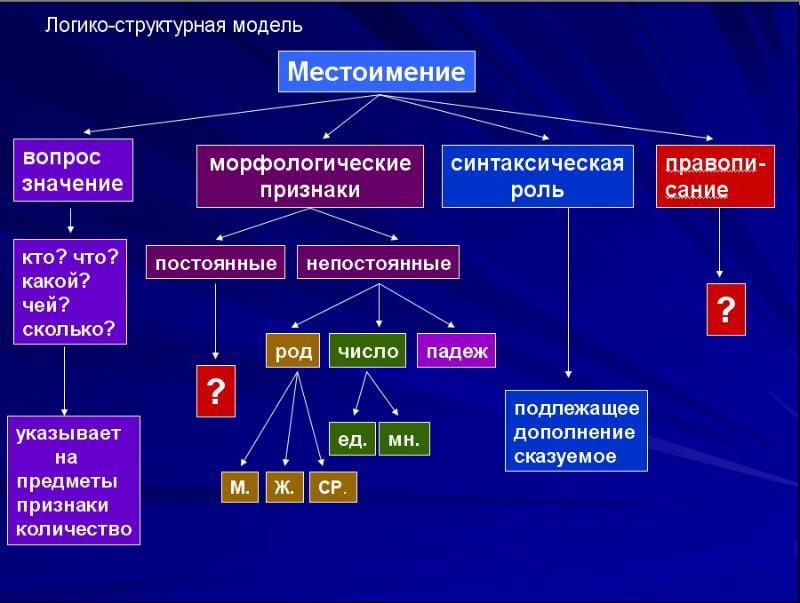 Логико-структурная модель
Местоимение
вопрос
значение
морфологические
признаки
синтаксическая
роль
правопи-
сание
кто? что?
какой?
чей?
сколько?
постоянные
непостоянные
?
род
число
падеж
?
ед.
мн.
подлежащее
дополнение
сказуемое
указывает
на
предметы
признаки
количество
М.
Ж.
СР.